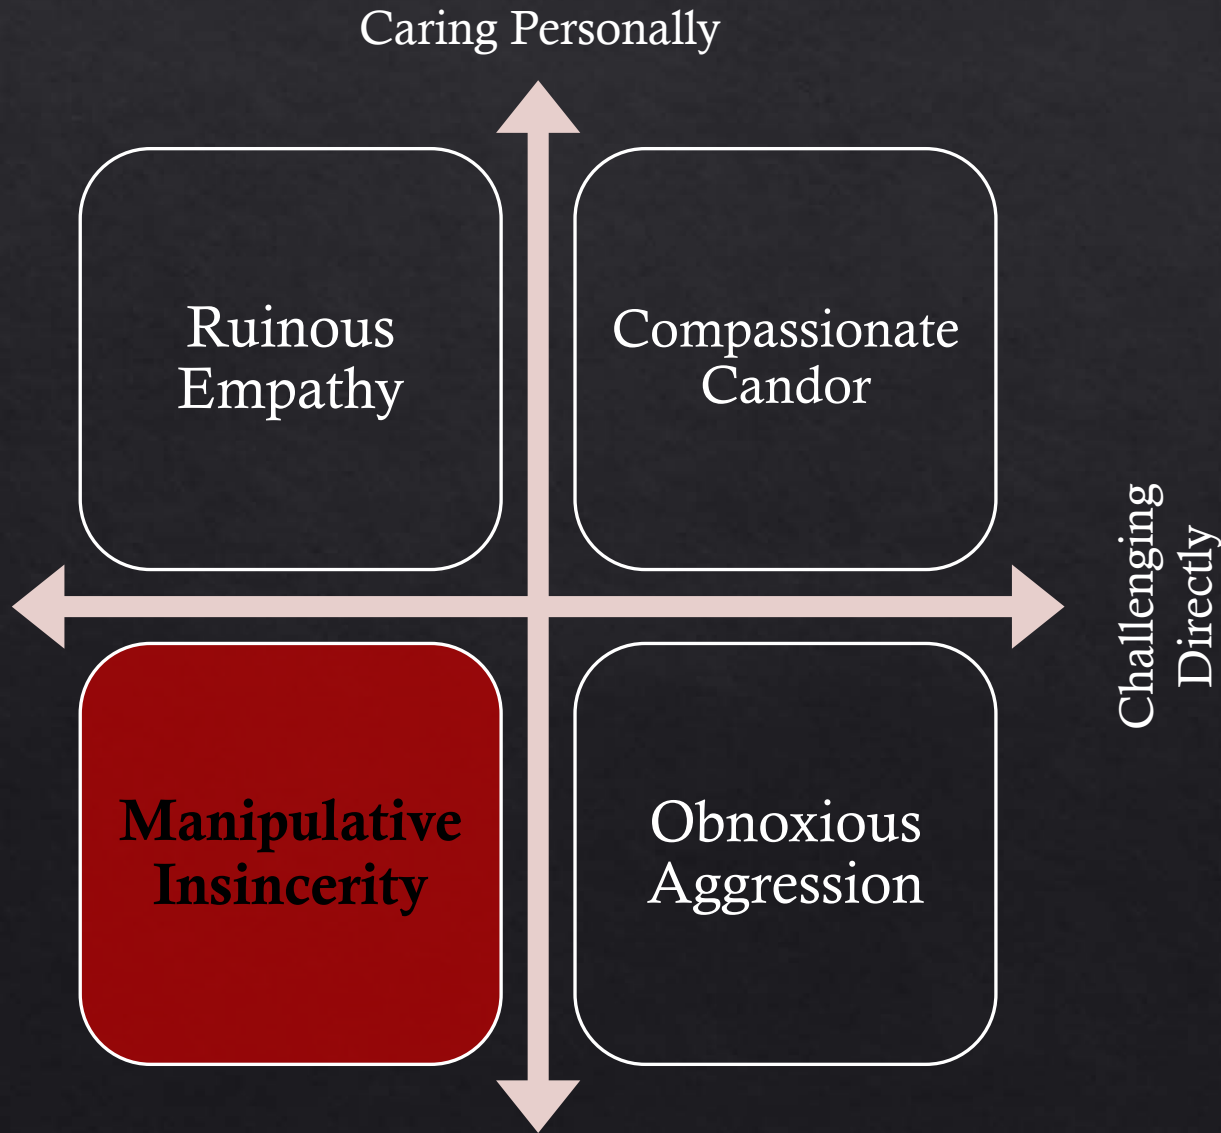 Caring Personally
Ruinous
Empathy
Compassionate
Candor
Challenging
Directly
Manipulative
Insincerity
Obnoxious
Aggression